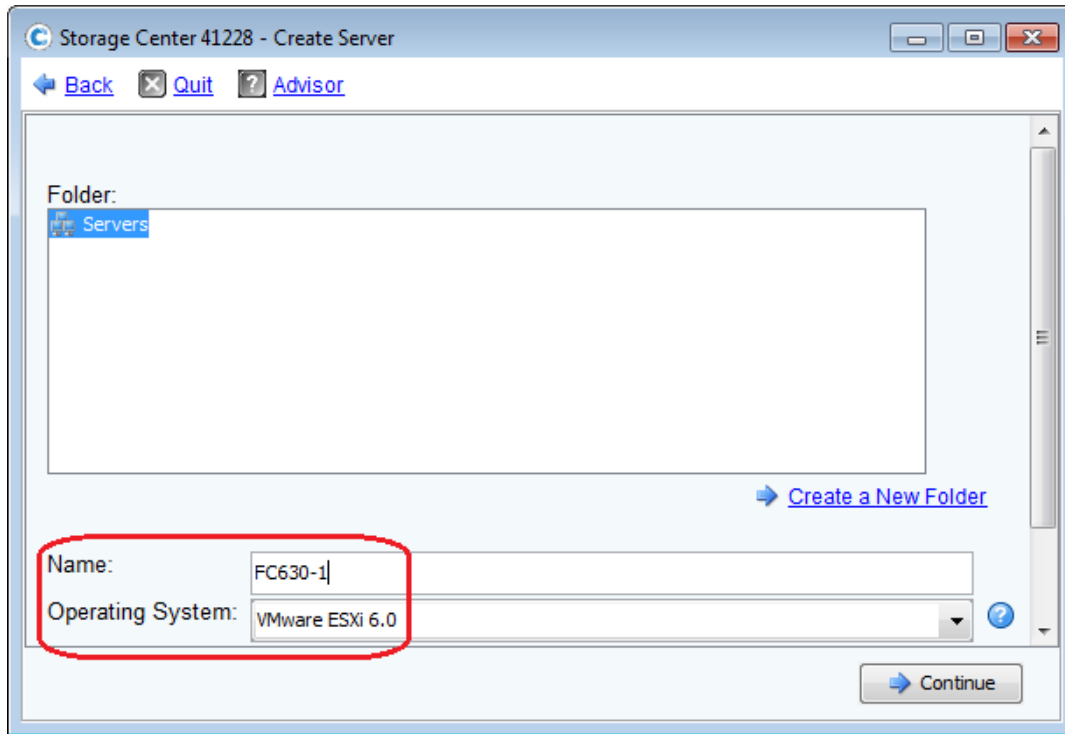 Storage Center 41228 - Create Server
Back Quit Advisor
Folder:
Servers
Create a New Folder
Name: FC630-1
Operating System: VMware ESXi 6.0
Continue